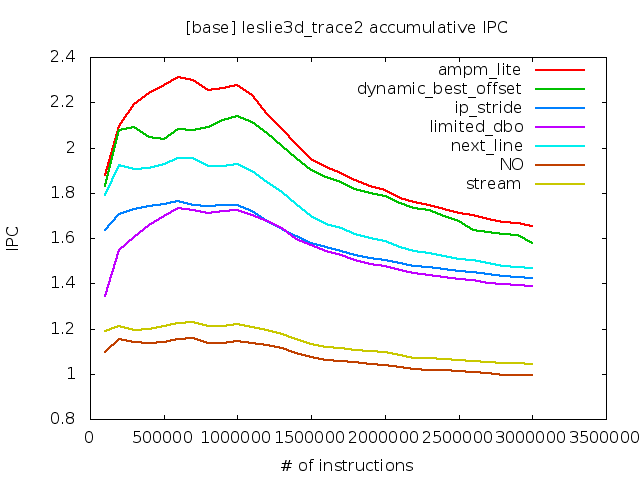 [base] leslie3d_trace2 accumulative IPC
2.4
2.2
2
1.8
1.6
1.4
1.2
1
0.8
IPC
ampm_lite
dynamic_best_offset
ip_stride
limited_dbo
next_line
NO
stream
0 500000 1000000 1500000 2000000 2500000 3000000 3500000
# of instructions